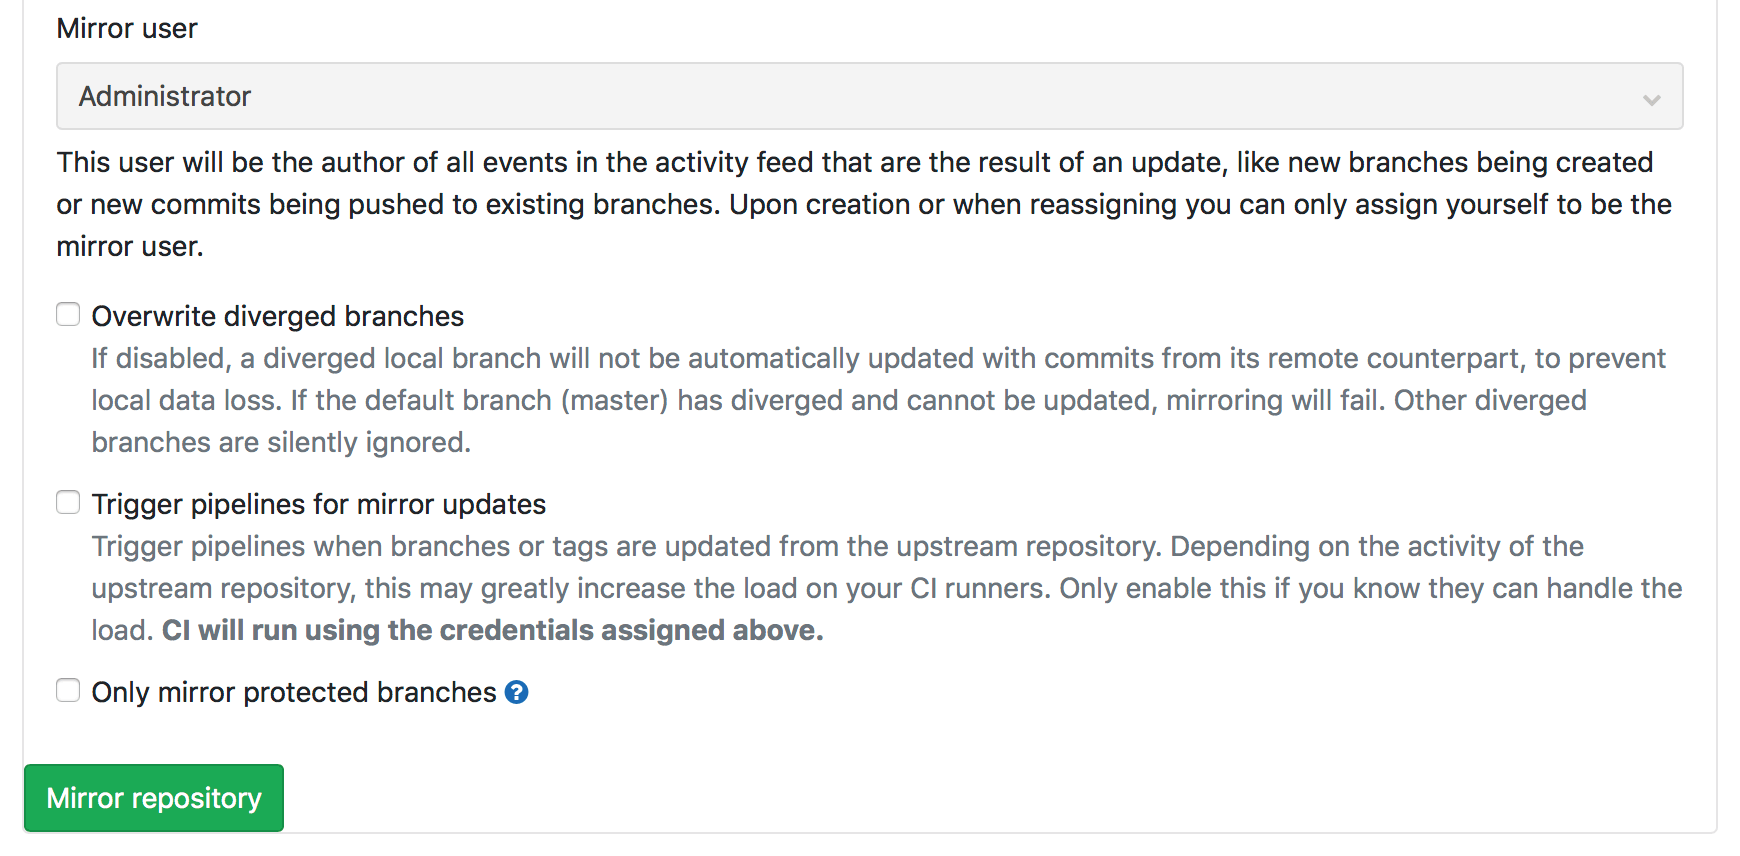 Mirror user
Administrator
This user will be the author of all events in the activity feed that are the result of an update, like new branches being created
or new commits being pushed to existing branches. Upon creation or when reassigning you can only assign yourself to be the
mirror user.
Overwrite diverged branches
If disabled, a diverged local branch will not be automatically updated with commits from its remote counterpart, to prevent
local data loss. If the default branch (master) has diverged and cannot be updated, mirroring will fail. Other diverged
branches are silently ignored.
Trigger pipelines for mirror updates
Trigger pipelines when branches or tags are updated from the upstream repository. Depending on the activity of the
upstream repository, this may greatly increase the load on your CI runners. Only enable this if you know they can handle the
load. CI will run using the credentials assigned above.
Only mirror protected branches ?
Mirror repository